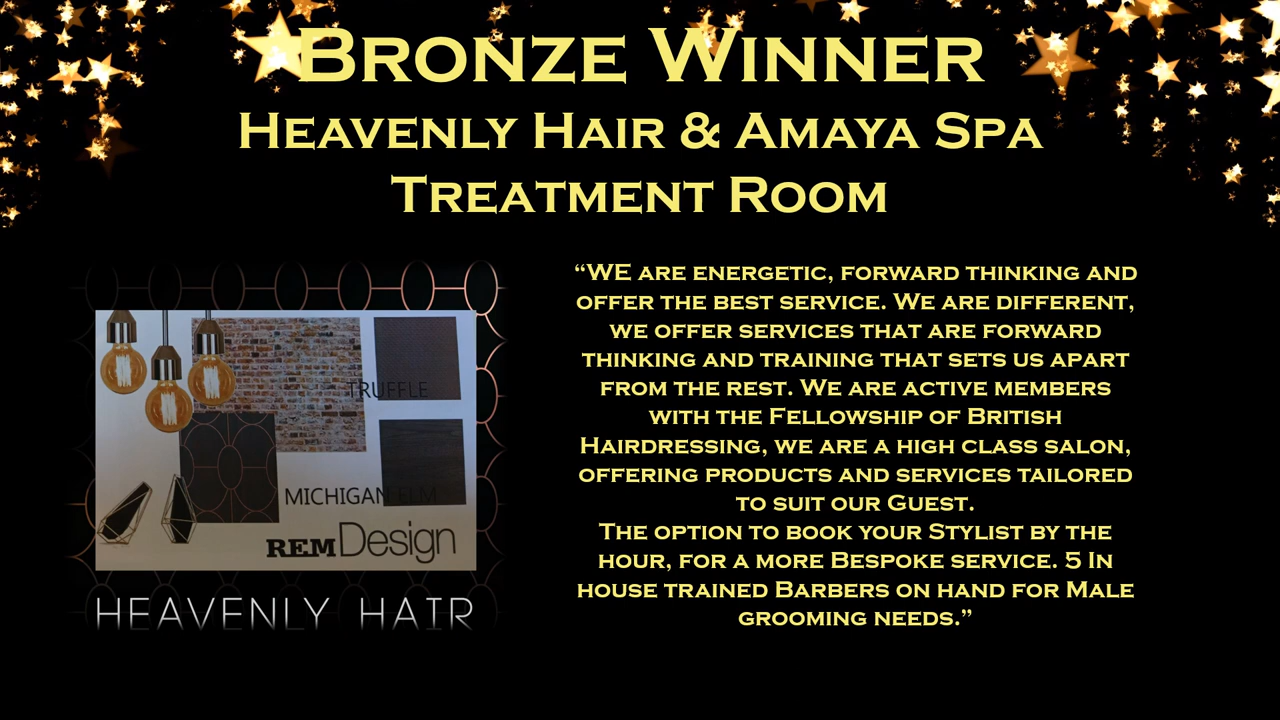 Bronze Winner
Heavenly Hair & Amaya Spa
Treatment Room
“WE are energetic, forward thinking and
offer the best service. We are different,
we offer services that are forward
thinking and training that sets us apart
from the rest. We are active members
with the Fellowship of British
Hairdressing, we are a high class salon,
offering products and services tailored
to suit our Guest.
The option to book your Stylist by the
hour, for a more Bespoke service. 5 In
house trained Barbers on hand for Male
grooming needs.”
TRUFFLE
MICHIGAN ELM
REM Design
HEAVENLY HAIR